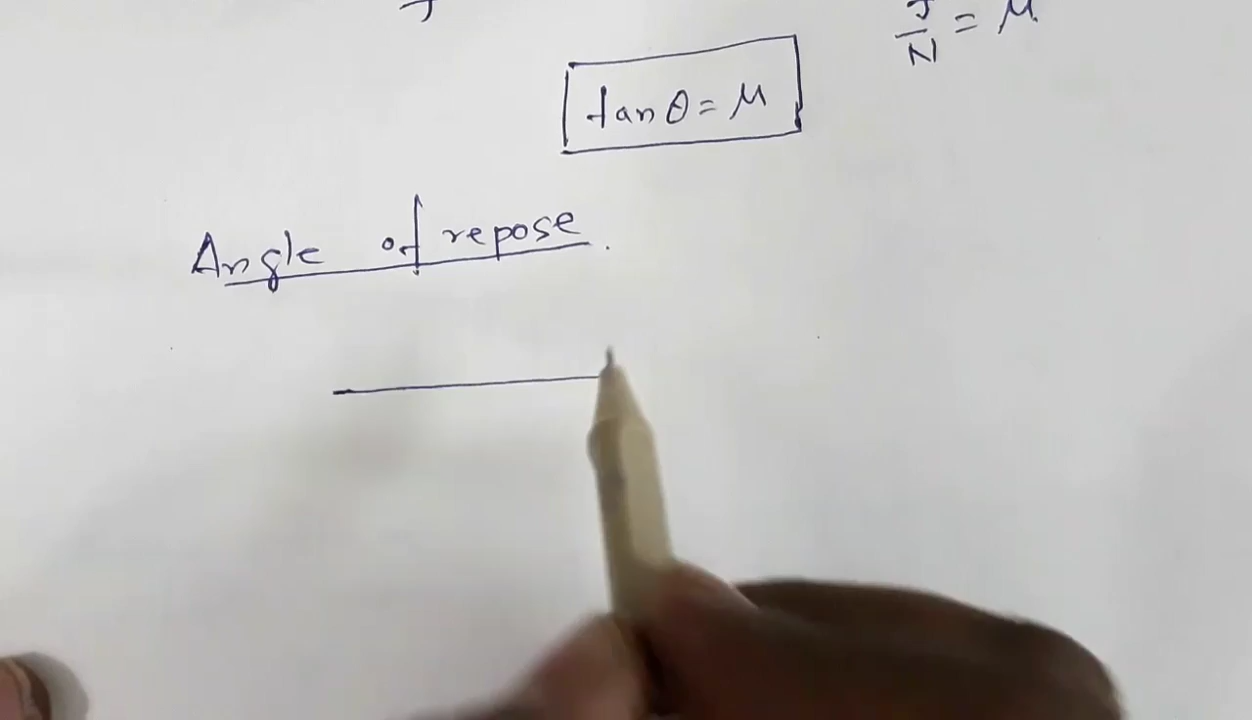 N = μ
tan θ = μ
Angle of repose.